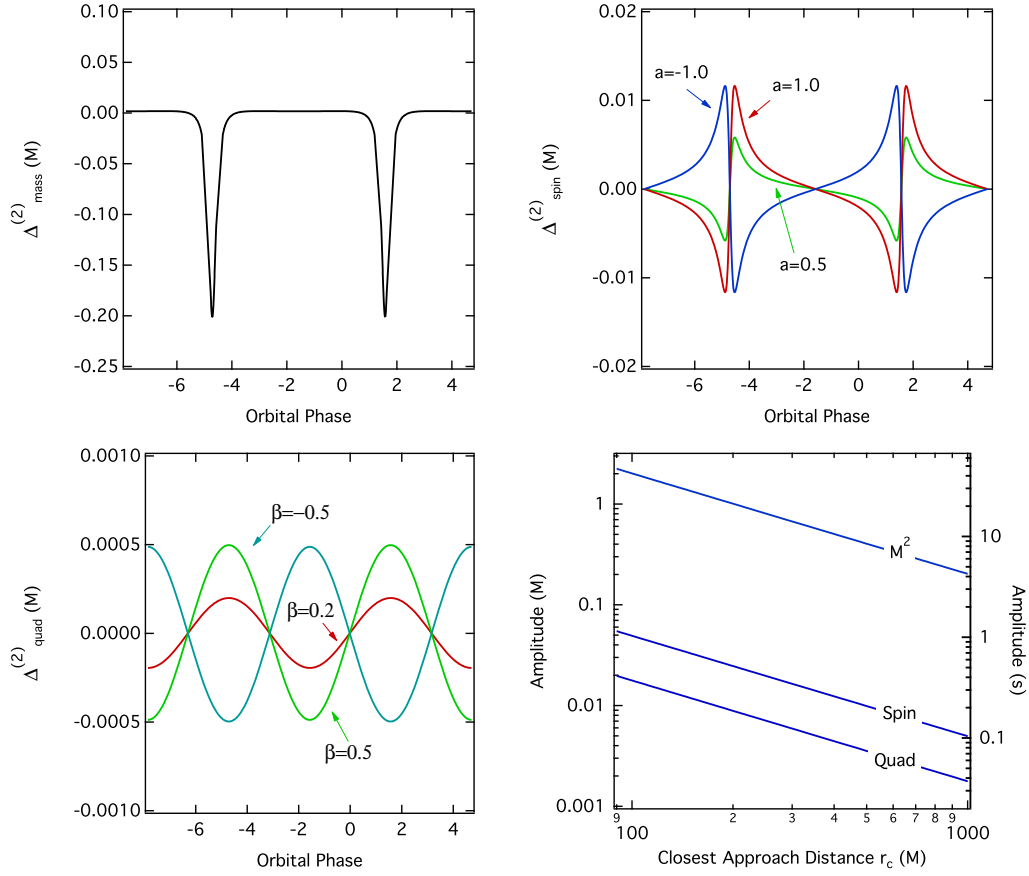 0.10
0.05
0.00
-0.05
-0.10
-0.15
-0.20
-0.25
Δ(2)mass (M)
-6 -4 -2 0 2 4
Orbital Phase
0.02
0.01
0.00
-0.01
-0.02
Δ(2)spin (M)
a=-1.0
a=1.0
a=0.5
-6 -4 -2 0 2 4
Orbital Phase
0.0010
0.0005
0.0000
-0.0005
-0.0010
Δ(2)quad (M)
β=-0.5
β=0.2
β=0.5
-6 -4 -2 0 2 4
Orbital Phase
1
0.1
0.01
0.001
Amplitude (M)
M2
Spin
Quad
10
1
0.1
Amplitude (s)
9 2 3 4 5 6 7 8 9
100 1000
Closest Approach Distance rc (M)